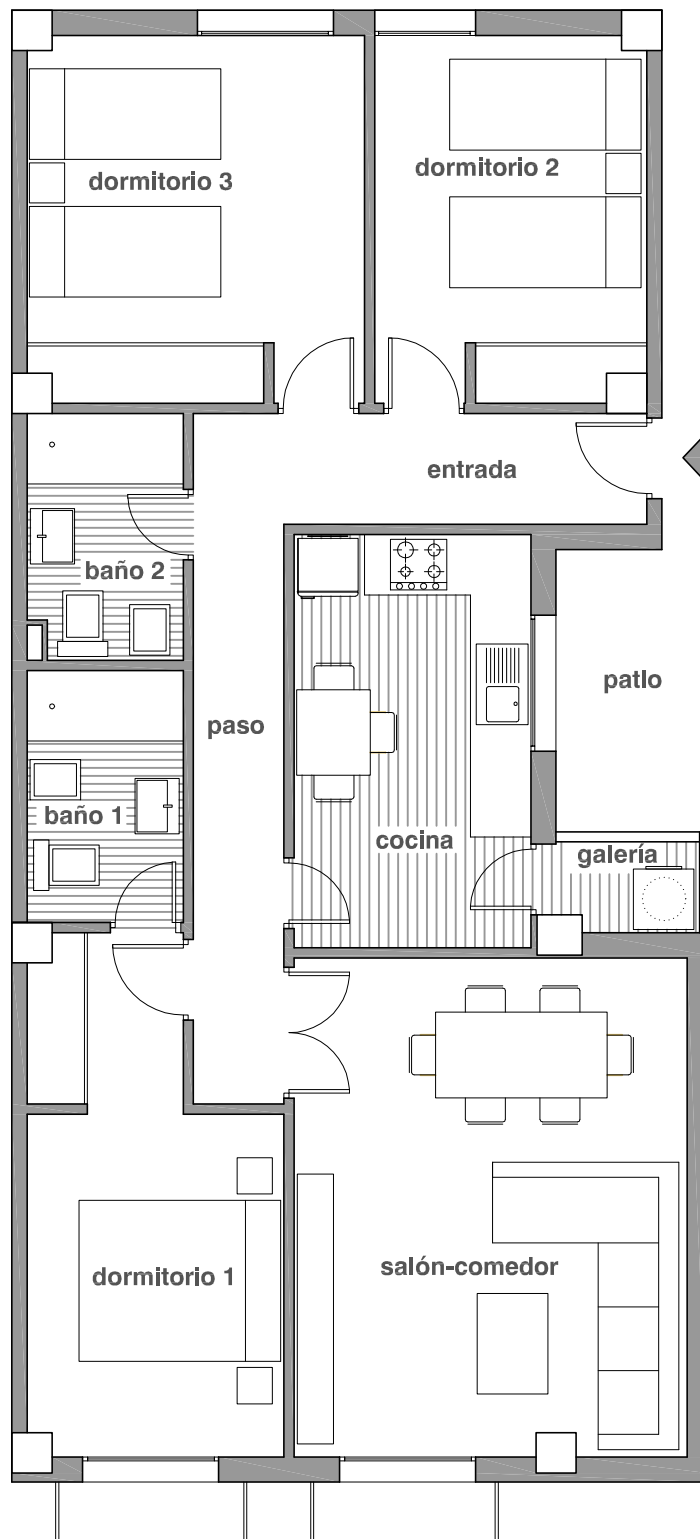 dormitorio 3
dormitorio 2
entrada
baño 2
patlo
paso
baño 1
cocina
galería
salón-comedor
dormitorio 1